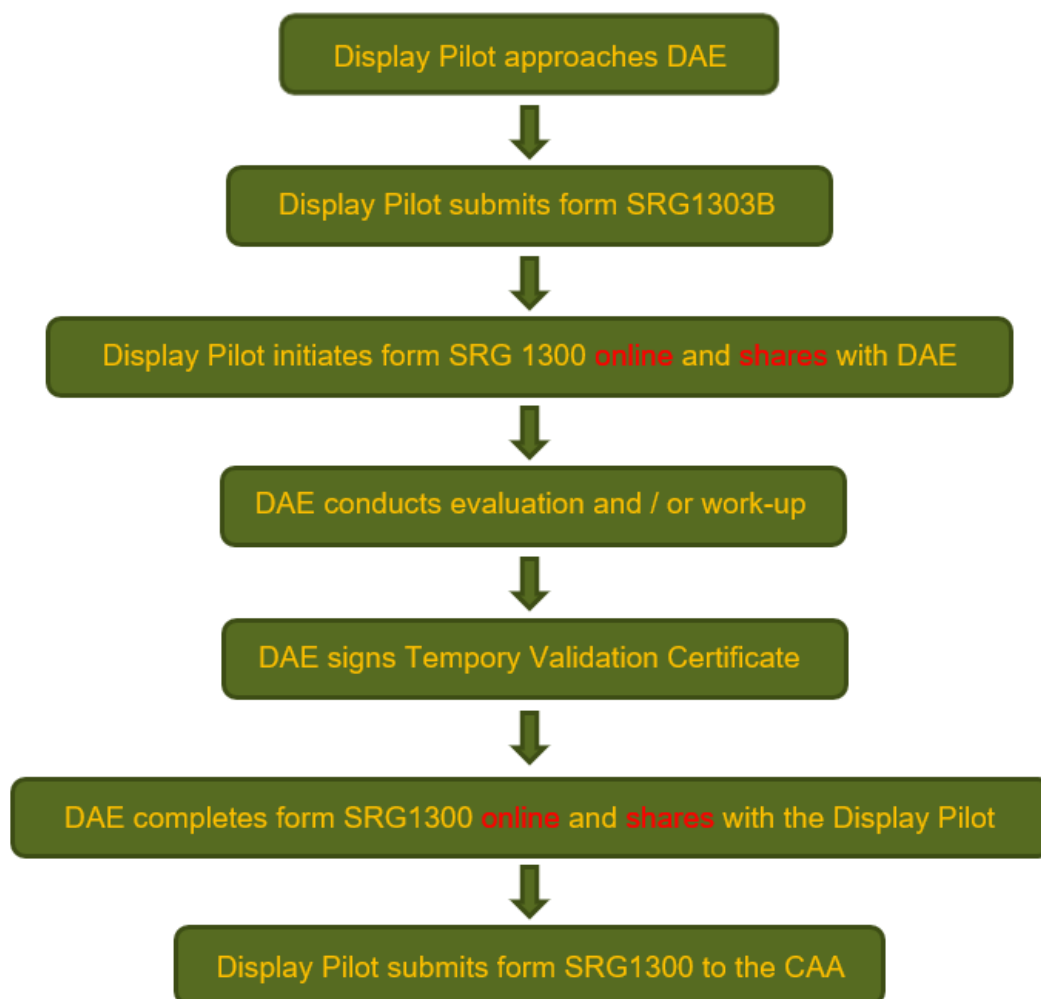 Display Pilot approaches DAE
Display Pilot submits form SRG1303B
Display Pilot initiates form SRG 1300 online and shares with DAE
DAE conducts evaluation and / or work-up
DAE signs Tempory Validation Certificate
DAE completes form SRG1300 online and shares with the Display Pilot
Display Pilot submits form SRG1300 to the CAA